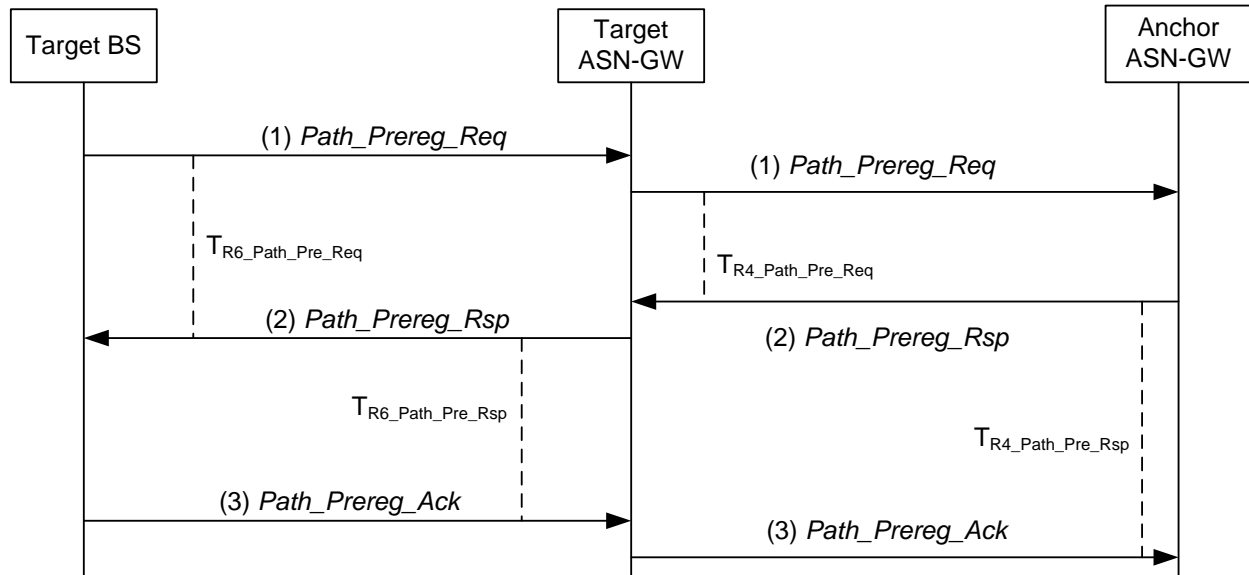 Target BS
Target
ASN-GW
Anchor
ASN-GW
(1) Path_Prereg_Req
(1) Path_Prereg_Req
TR6_Path_Pre_Req
TR4_Path_Pre_Req
(2) Path_Prereg_Rsp
(2) Path_Prereg_Rsp
TR6_Path_Pre_Rsp
TR4_Path_Pre_Rsp
(3) Path_Prereg_Ack
(3) Path_Prereg_Ack